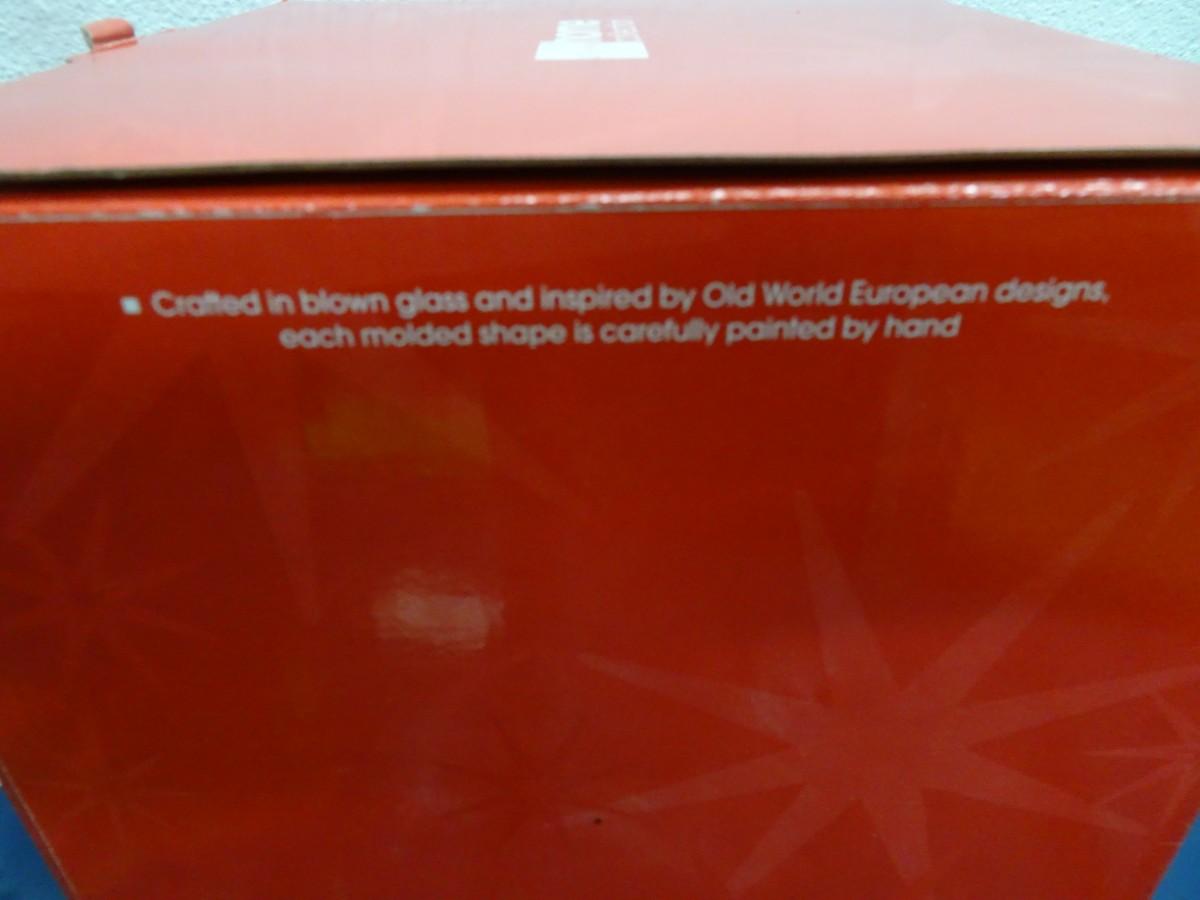 ▪ Crafted in blown glass and inspired by Old World European designs,
each molded shape is carefully painted by hand